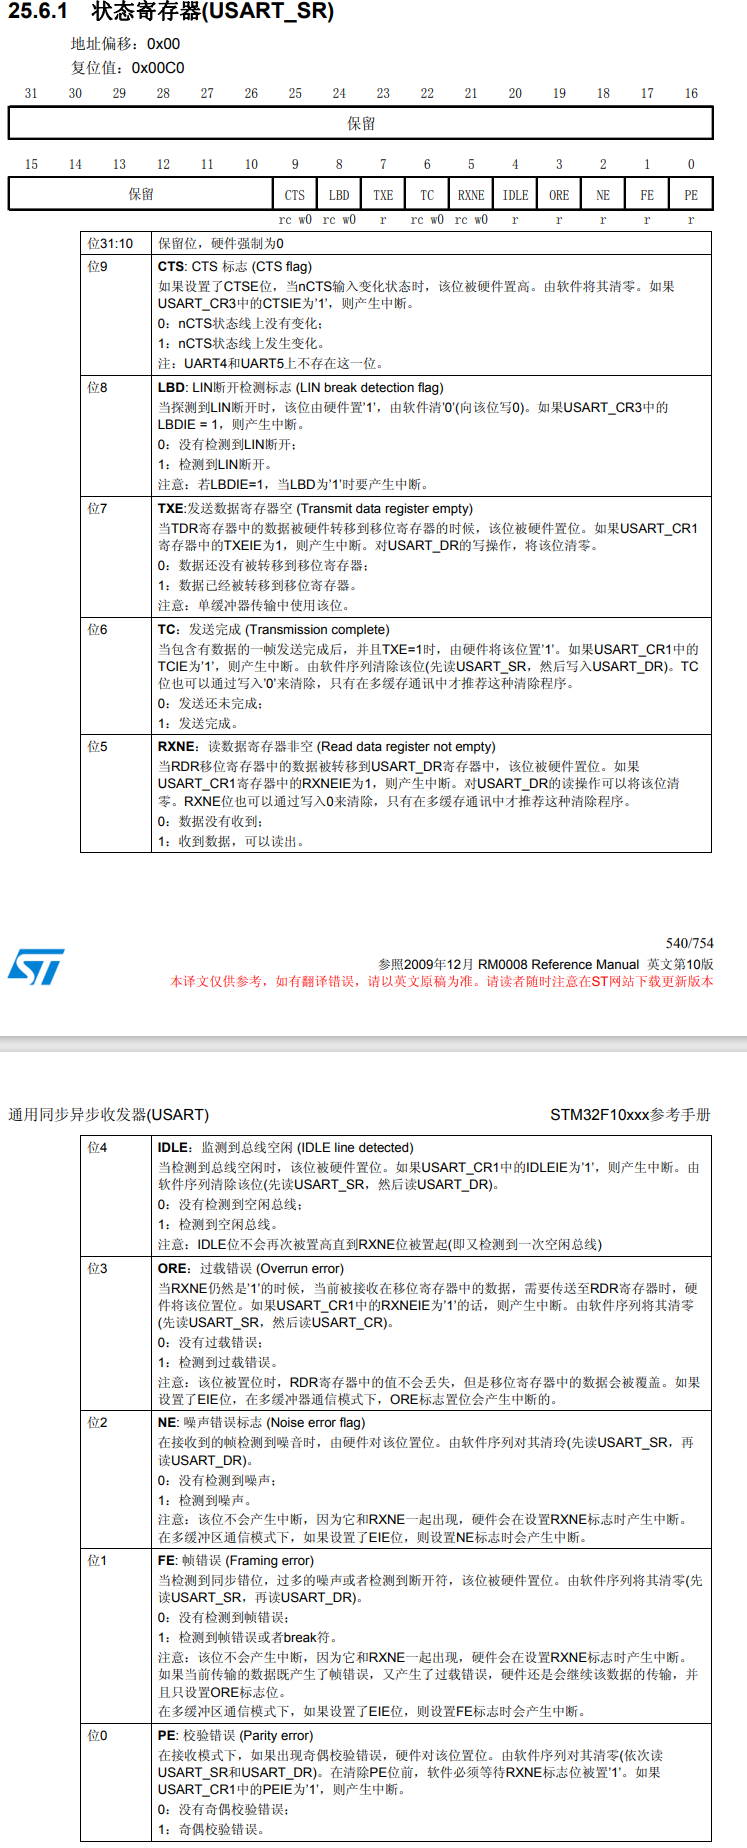 25.6.1 状态寄存器(USART_SR)
地址偏移：0x00
复位值：0x00C0
31 30 29 28 27 26 25 24 23 22 21 20 19 18 17 16
保留
15 14 13 12 11 10 9 8 7 6 5 4 3 2 1 0
保留 CTS LBD TXE TC RXNE IDLE ORE NE FE PE
rc w0 rc w0 r rc w0 rc w0 r r r r r
位31:10 保留位，硬件强制为0
位9 CTS: CTS 标志 (CTS flag)
如果设置了CTSE位，当nCTS输入变化状态时，该位被硬件置高。由软件将其清零。如果
USART_CR3中的CTSIE为'1'，则产生中断。
0：nCTS状态线上没有变化；
1：nCTS状态线上发生变化。
注：UART4和UART5上不存在这一位。
位8 LBD: LIN断开检测标志 (LIN break detection flag)
当探测到LIN断开时，该位由硬件置'1'，由软件清'0'(向该位写0)。如果USART_CR3中的
LBDIE = 1，则产生中断。
0：没有检测到LIN断开；
1：检测到LIN断开。
注意：若LBDIE=1，当LBD为'1'时要产生中断。
位7 TXE:发送数据寄存器空 (Transmit data register empty)
当TDR寄存器中的数据被硬件转移到移位寄存器的时候，该位被硬件置位。如果USART_CR1
寄存器中的TXEIE为1，则产生中断。对USART_DR的写操作，将该位清零。
0：数据还没有被转移到移位寄存器；
1：数据已经被转移到移位寄存器。
注意：单缓冲器传输中使用该位。
位6 TC：发送完成 (Transmission complete)
当包含有数据的一帧发送完成后，并且TXE=1时，由硬件将该位置'1'。如果USART_CR1中的
TCIE为'1'，则产生中断。由软件序列清除该位(先读USART_SR，然后写入USART_DR)。TC
位也可以通过写入'0'来清除，只有在多缓存通讯中才推荐这种清除程序。
0：发送还未完成；
1：发送完成。
位5 RXNE：读数据寄存器非空 (Read data register not empty)
当RDR移位寄存器中的数据被转移到USART_DR寄存器中，该位被硬件置位。如果
USART_CR1寄存器中的RXNEIE为1，则产生中断。对USART_DR的读操作可以将该位清
零。RXNE位也可以通过写入0来清除，只有在多缓存通讯中才推荐这种清除程序。
0：数据没有收到；
1：收到数据，可以读出。
540/754
ST 参照2009年12月 RM0008 Reference Manual 英文第10版
本译文仅供参考，如有翻译错误，请以英文原稿为准。请读者随时注意在ST网站下载更新版本
通用同步异步收发器(USART) STM32F10xxx参考手册
位4 IDLE：监测到总线空闲 (IDLE line detected)
当检测到总线空闲时，该位被硬件置位。如果USART_CR1中的IDLEIE为'1'，则产生中断。由
软件序列清除该位(先读USART_SR，然后读USART_DR)。
0：没有检测到空闲总线；
1：检测到空闲总线。
注意：IDLE位不会再次被置高直到RXNE位被置起(即又检测到一次空闲总线)
位3 ORE：过载错误 (Overrun error)
当RXNE仍然是'1'的时候，当前被接收在移位寄存器中的数据，需要传送至RDR寄存器时，硬
件将该位置位。如果USART_CR1中的RXNEIE为'1'的话，则产生中断。由软件序列将其清零
(先读USART_SR，然后读USART_CR)。
0：没有过载错误；
1：检测到过载错误。
注意：该位被置位时，RDR寄存器中的值不会丢失，但是移位寄存器中的数据会被覆盖。如果
设置了EIE位，在多缓冲器通信模式下，ORE标志置位会产生中断的。
位2 NE: 噪声错误标志 (Noise error flag)
在接收到的帧检测到噪音时，由硬件对该位置位。由软件序列对其清玲(先读USART_SR，再
读USART_DR)。
0：没有检测到噪声；
1：检测到噪声。
注意：该位不会产生中断，因为它和RXNE一起出现，硬件会在设置RXNE标志时产生中断。
在多缓冲区通信模式下，如果设置了EIE位，则设置NE标志时会产生中断。
位1 FE: 帧错误 (Framing error)
当检测到同步错位，过多的噪声或者检测到断开符，该位被硬件置位。由软件序列将其清零(先
读USART_SR，再读USART_DR)。
0：没有检测到帧错误；
1：检测到帧错误或者break符。
注意：该位不会产生中断，因为它和RXNE一起出现，硬件会在设置RXNE标志时产生中断。
如果当前传输的数据既产生了帧错误，又产生了过载错误，硬件还是会继续该数据的传输，并
且只设置ORE标志位。
在多缓冲区通信模式下，如果设置了EIE位，则设置FE标志时会产生中断。
位0 PE: 校验错误 (Parity error)
在接收模式下，如果出现奇偶校验错误，硬件对该位置位。由软件序列对其清零(依次读
USART_SR和USART_DR)。在清除PE位前，软件必须等待RXNE标志位被置'1'。如果
USART_CR1中的PEIE为'1'，则产生中断。
0：没有奇偶校验错误；
1：奇偶校验错误。